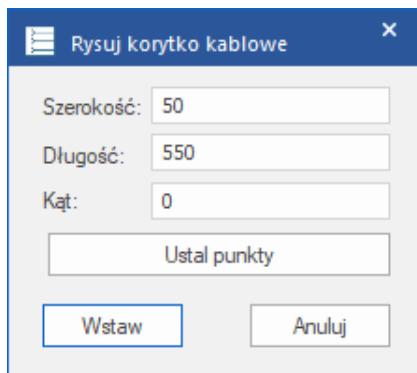 Rysuj korytko kablowe
Szerokość: 50
Długość: 550
Kąt: 0
Ustal punkty
Wstaw Anuluj